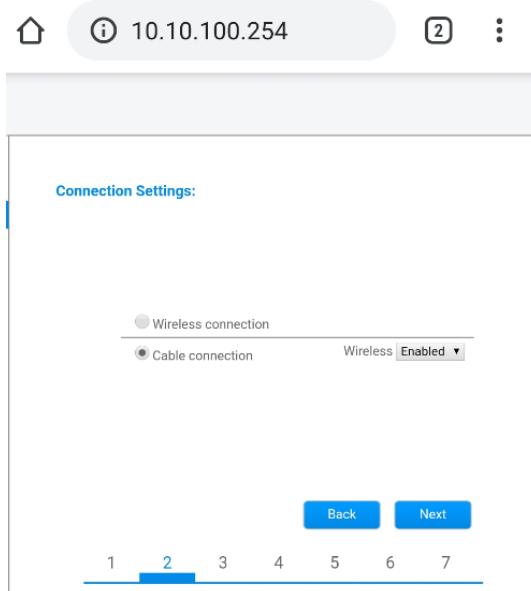 10.10.100.254
2
Connection Settings:
Wireless connection
Cable connection Wireless Enabled
Back Next
1 2 3 4 5 6 7